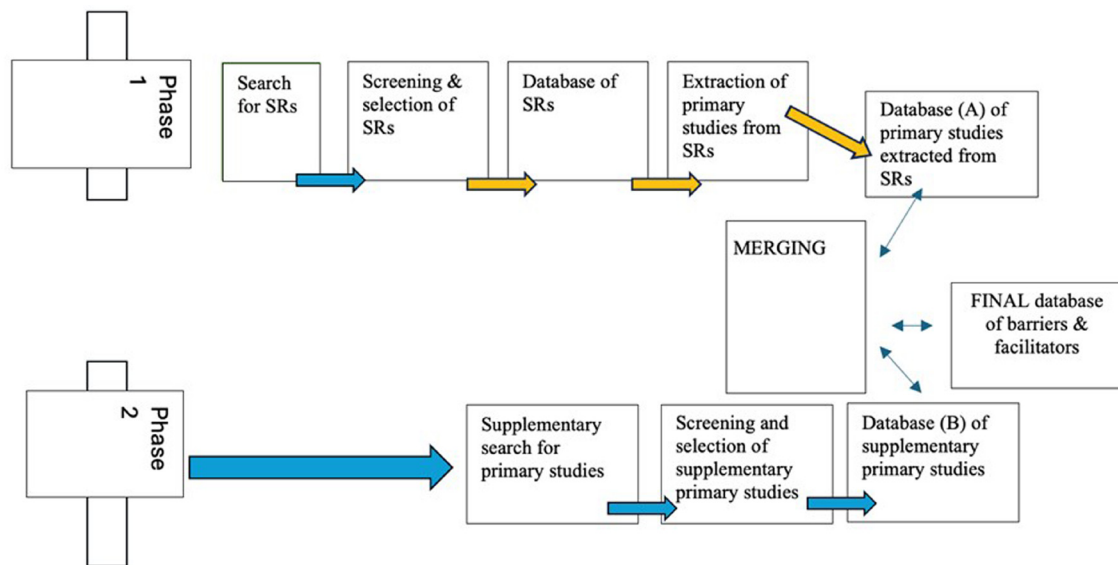 Phase
1
Search
for SRs
Screening &
selection of
SRs
Database of
SRs
Extraction of
primary
studies from
SRs
Database (A) of
primary studies
extracted from
SRs
MERGING
FINAL database
of barriers &
facilitators
Phase
2
Supplementary
search for
primary studies
Screening and
selection of
supplementary
primary studies
Database (B) of
supplementary
primary studies